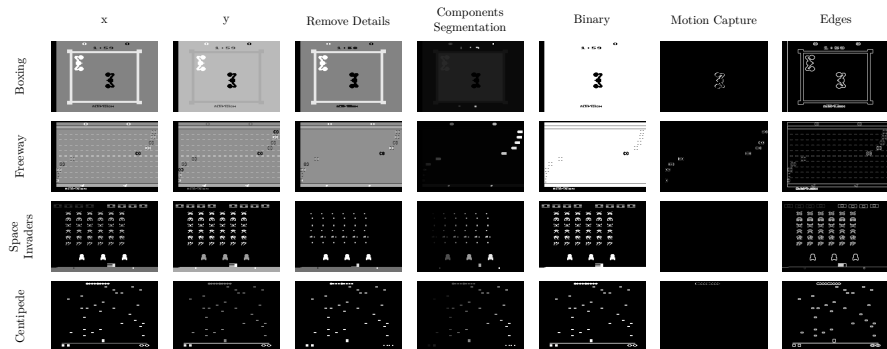 x y Remove Details Components Segmentation Binary Motion Capture Edges
Boxing
Freeway
Space Invaders
Centipede